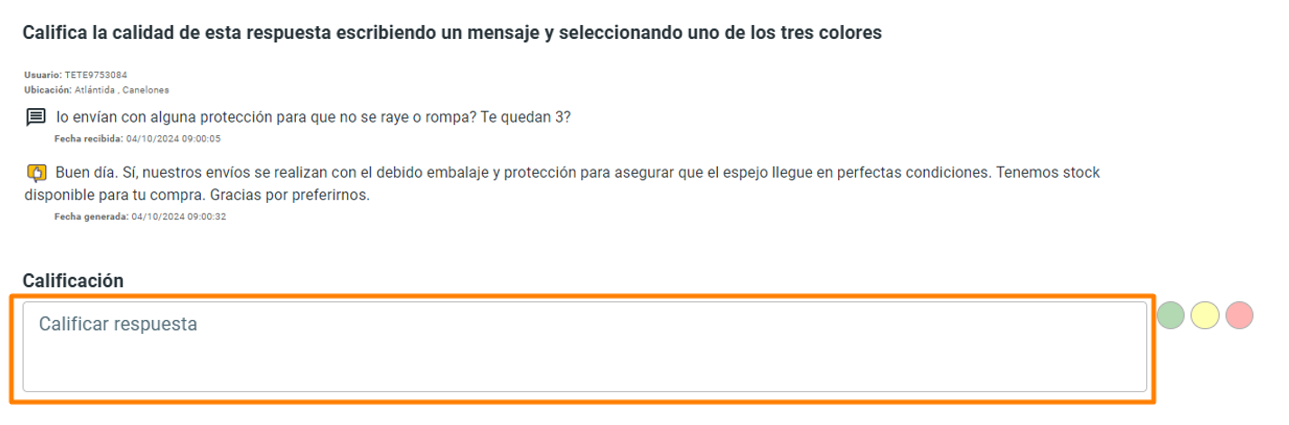 Califica la calidad de esta respuesta escribiendo un mensaje y seleccionando uno de los tres colores
Usuario: TETE9753084
Ubicación: Atlántida , Canelones
lo envían con alguna protección para que no se raye o rompa? Te quedan 3?
Fecha recibida: 04/10/2024 09:00:05
Buen día. Sí, nuestros envíos se realizan con el debido embalaje y protección para asegurar que el espejo llegue en perfectas condiciones. Tenemos stock
disponible para tu compra. Gracias por preferirnos.
Fecha generada: 04/10/2024 09:00:32
Calificación
Calificar respuesta